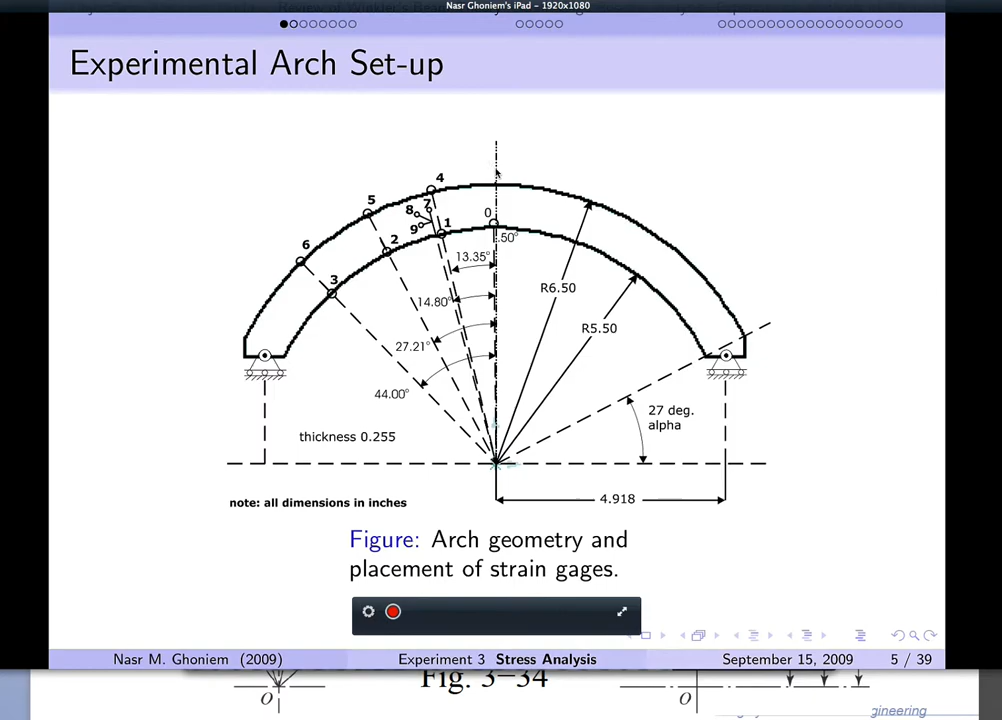 Nasr Ghoniem's iPad - 1920x1080
Experimental Arch Set-up
4
5
7
8
0
1
9
2
6
.50°
13.35°
3
R6.50
14.80°
R5.50
27.21°
44.00°
27 deg.
alpha
thickness 0.255
4.918
note: all dimensions in inches
Figure: Arch geometry and
placement of strain gages.
Nasr M. Ghoniem (2009)
Experiment 3 Stress Analysis
September 15, 2009
5 / 39
Fig. 3–34
O
O
gineering